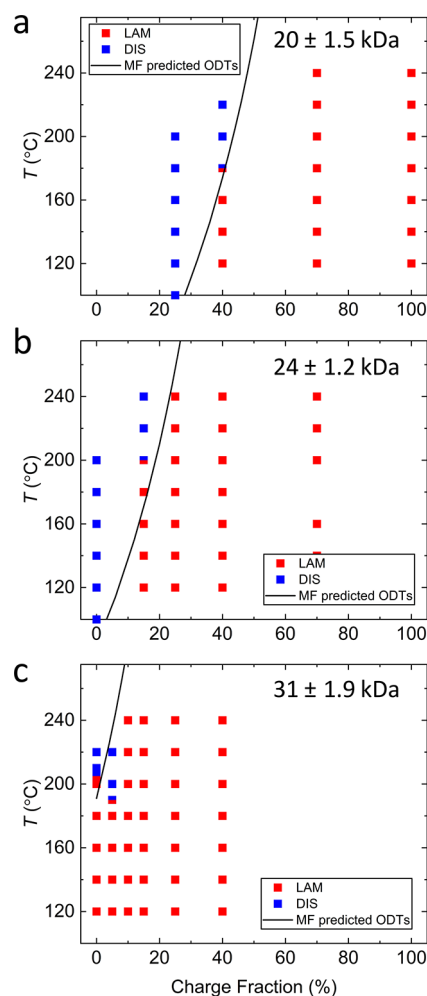 a
LAM
DIS
MF predicted ODTs
20 ± 1.5 kDa
T (°C)
240
200
160
120
0 20 40 60 80 100
b
24 ± 1.2 kDa
T (°C)
240
200
160
120
LAM
DIS
MF predicted ODTs
0 20 40 60 80 100
c
31 ± 1.9 kDa
T (°C)
240
200
160
120
LAM
DIS
MF predicted ODTs
0 20 40 60 80 100
Charge Fraction (%)